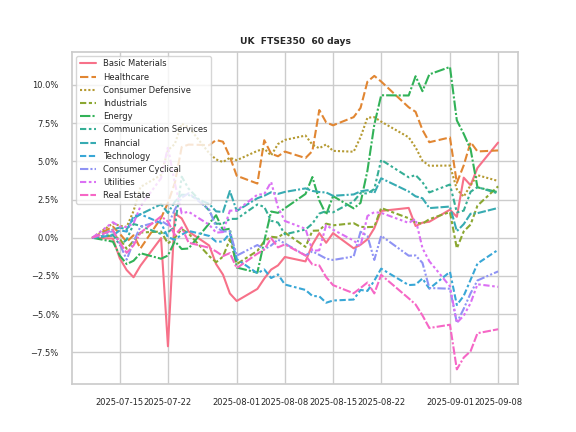 UK  FTSE350  60 days
Basic Materials
Healthcare
Consumer Defensive
Industrials
Energy
Communication Services
Financial
Technology
Consumer Cyclical
Utilities
Real Estate
10.0%
7.5%
5.0%
2.5%
0.0%
−2.5%
−5.0%
−7.5%
2025-07-15 2025-07-22 2025-08-01 2025-08-08 2025-08-15 2025-08-22 2025-09-01 2025-09-08